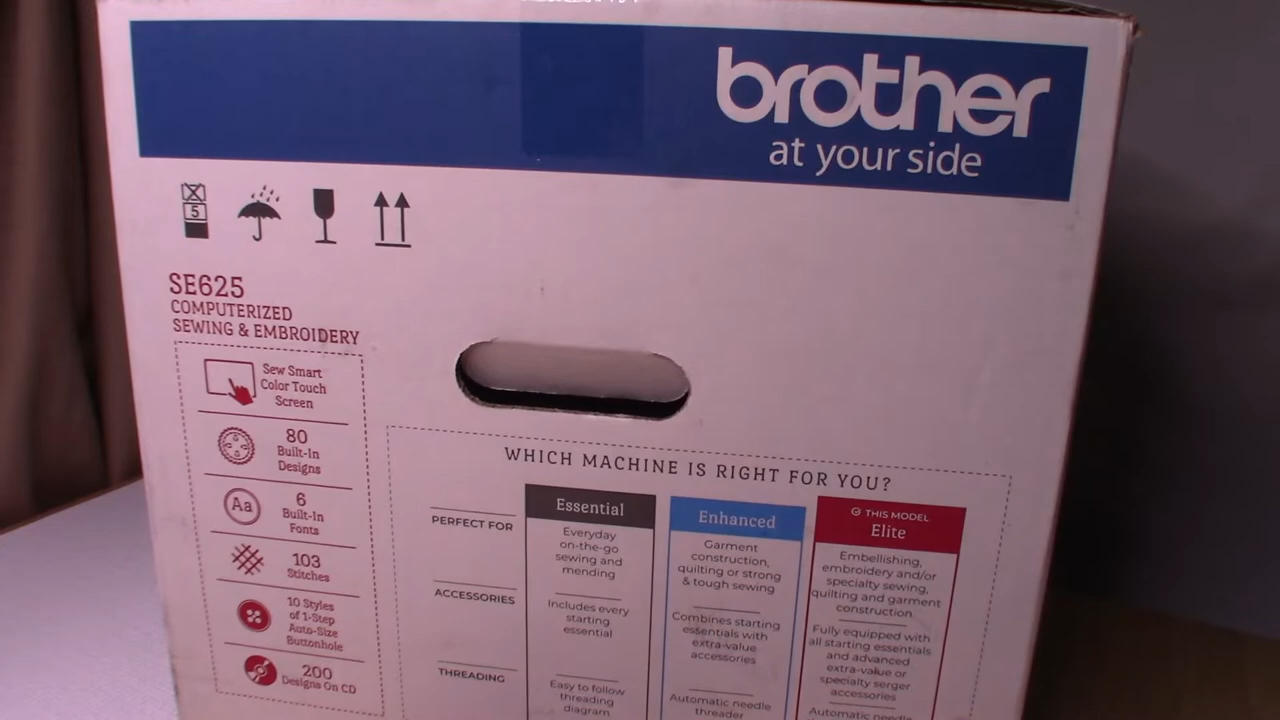 brother
at your side
5
SE625
COMPUTERIZED
SEWING & EMBROIDERY
Sew Smart
Color Touch
Screen
80
Built-In
Designs
Aa
6
Built-In
Fonts
103
Stitches
10 Styles
of 1-Step
Auto-Size
Buttonhole
200
Designs On CD
WHICH MACHINE IS RIGHT FOR YOU?
PERFECT FOR
ACCESSORIES
THREADING
Essential
Everyday
on-the-go
sewing and
mending
Includes every
starting
essential
Easy to follow
threading
diagram
Enhanced
Garment
construction,
quilting or strong
& tough sewing
Combines starting
essentials with
extra-value
accessories
Automatic needle
threader
THIS MODEL
Elite
Embellishing,
embroidery and/or
specialty sewing,
quilting and garment
construction
Fully equipped with
all starting essentials
and advanced
extra-value or
specialty serger
accessories
Automatic needle